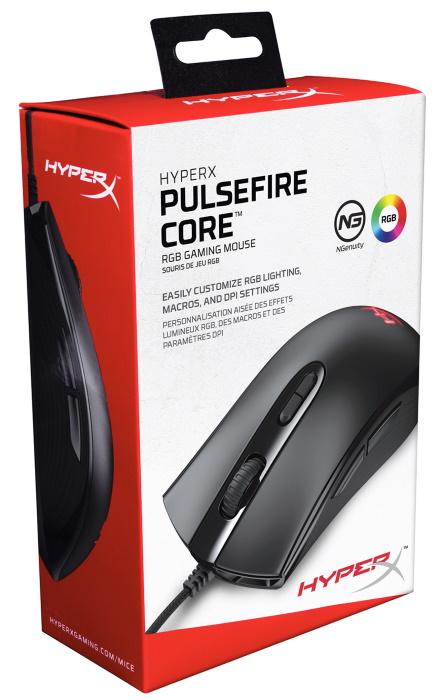 HYPERX
HYPERX
HYPERX
PULSEFIRE
CORE™
RGB GAMING MOUSE
SOURIS DE JEU RGB
NG
NGenuity
RGB
EASILY CUSTOMIZE RGB LIGHTING,
MACROS, AND DPI SETTINGS
PERSONNALISATION AISÉE DES EFFETS
LUMINEUX RGB, DES MACROS ET DES
PARAMÈTRES DPI
HYPERX
HYPERX™
HYPERXGAMING.COM/MICE